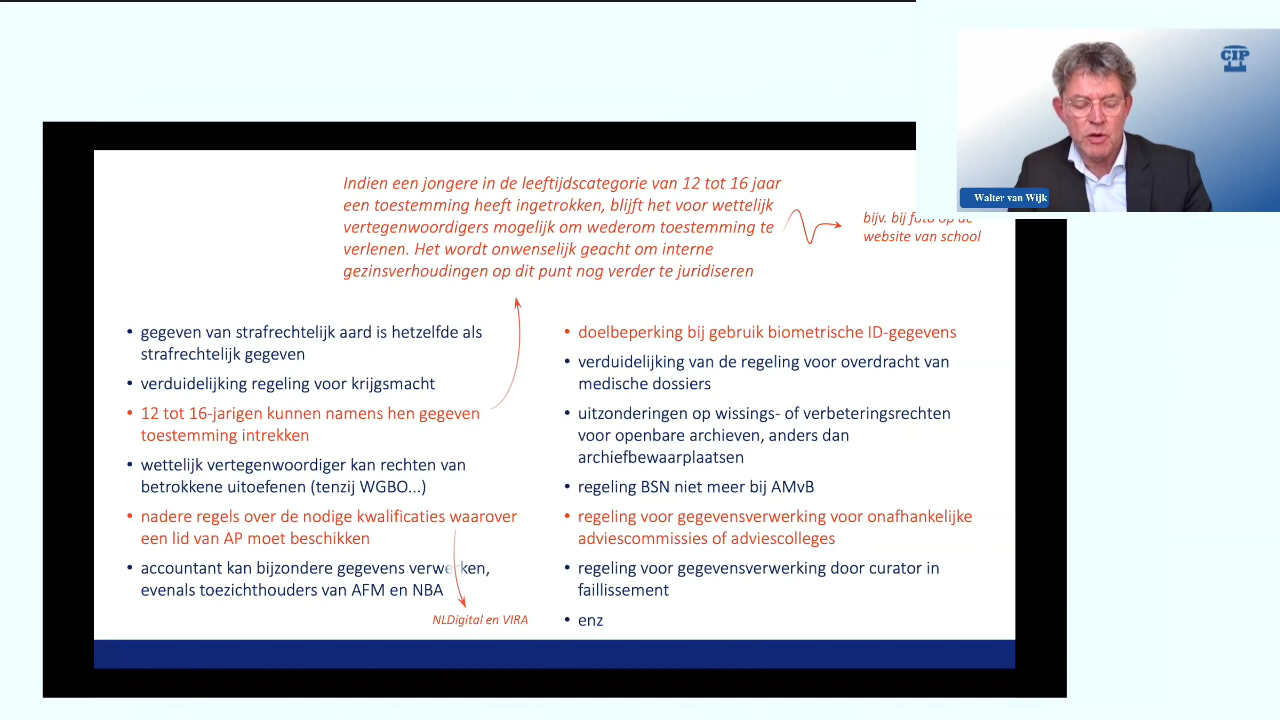 CIP
Walter van Wijk
Indien een jongere in de leeftijdscategorie van 12 tot 16 jaar
een toestemming heeft ingetrokken, blijft het voor wettelijk
vertegenwoordigers mogelijk om wederom toestemming te
verlenen. Het wordt onwenselijk geacht om interne
gezinsverhoudingen op dit punt nog verder te juridiseren
bijv. bij foto op de
website van school
• gegeven van strafrechtelijk aard is hetzelfde als
strafrechtelijk gegeven
• verduidelijking regeling voor krijgsmacht
• 12 tot 16-jarigen kunnen namens hen gegeven
toestemming intrekken
• wettelijk vertegenwoordiger kan rechten van
betrokkene uitoefenen (tenzij WGBO...)
• nadere regels over de nodige kwalificaties waarover
een lid van AP moet beschikken
• accountant kan bijzondere gegevens verwerken,
evenals toezichthouders van AFM en NBA
NLDigital en VIRA
• doelbeperking bij gebruik biometrische ID-gegevens
• verduidelijking van de regeling voor overdracht van
medische dossiers
• uitzonderingen op wissings- of verbeteringsrechten
voor openbare archieven, anders dan
archiefbewaarplaatsen
• regeling BSN niet meer bij AMvB
• regeling voor gegevensverwerking voor onafhankelijke
adviescommissies of adviescolleges
• regeling voor gegevensverwerking door curator in
faillissement
• enz